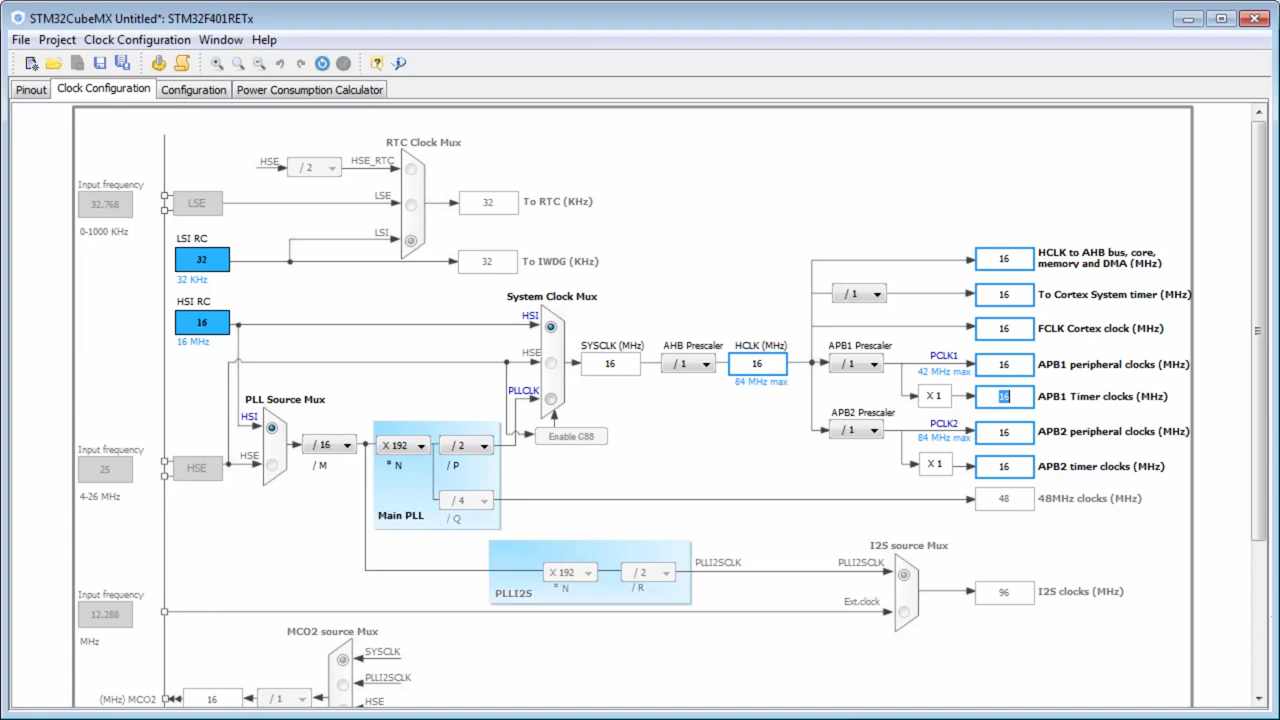 STM32CubeMX Untitled*: STM32F401RETx
File Project Clock Configuration Window Help
Pinout Clock Configuration Configuration Power Consumption Calculator
RTC Clock Mux
HSE / 2 HSE_RTC
Input frequency
32.768 LSE LSE 32 To RTC (KHz)
0-1000 KHz
LSI RC LSI
32 32 To IWDG (KHz)
32 KHz
16 HCLK to AHB bus, core,
memory and DMA (MHz)
HSI RC System Clock Mux / 1 16 To Cortex System timer (MHz)
16 HSI 16 FCLK Cortex clock (MHz)
16 MHz
SYSCLK (MHz) AHB Prescaler HCLK (MHz) APB1 Prescaler
HSE 16 / 1 16 / 1 PCLK1 16 APB1 peripheral clocks (MHz)
84 MHz max 42 MHz max
PLLCLK X 1 16 APB1 Timer clocks (MHz)
PLL Source Mux
HSI APB2 Prescaler
Enable CSS / 1 PCLK2 16 APB2 peripheral clocks (MHz)
84 MHz max
/ 16 X 192 / 2
/ M * N / P
Input frequency HSE
25 HSE X 1 16 APB2 timer clocks (MHz)
4-26 MHz
/ 4 48 48MHz clocks (MHz)
Main PLL / Q
I2S source Mux
PLLI2SCLK PLLI2SCLK
X 192 / 2
PLLI2S * N / R
96 I2S clocks (MHz)
Input frequency Ext.clock
12.288
MHz
MCO2 source Mux
SYSCLK
PLLI2SCLK
(MHz) MCO2 16 / 1 HSE